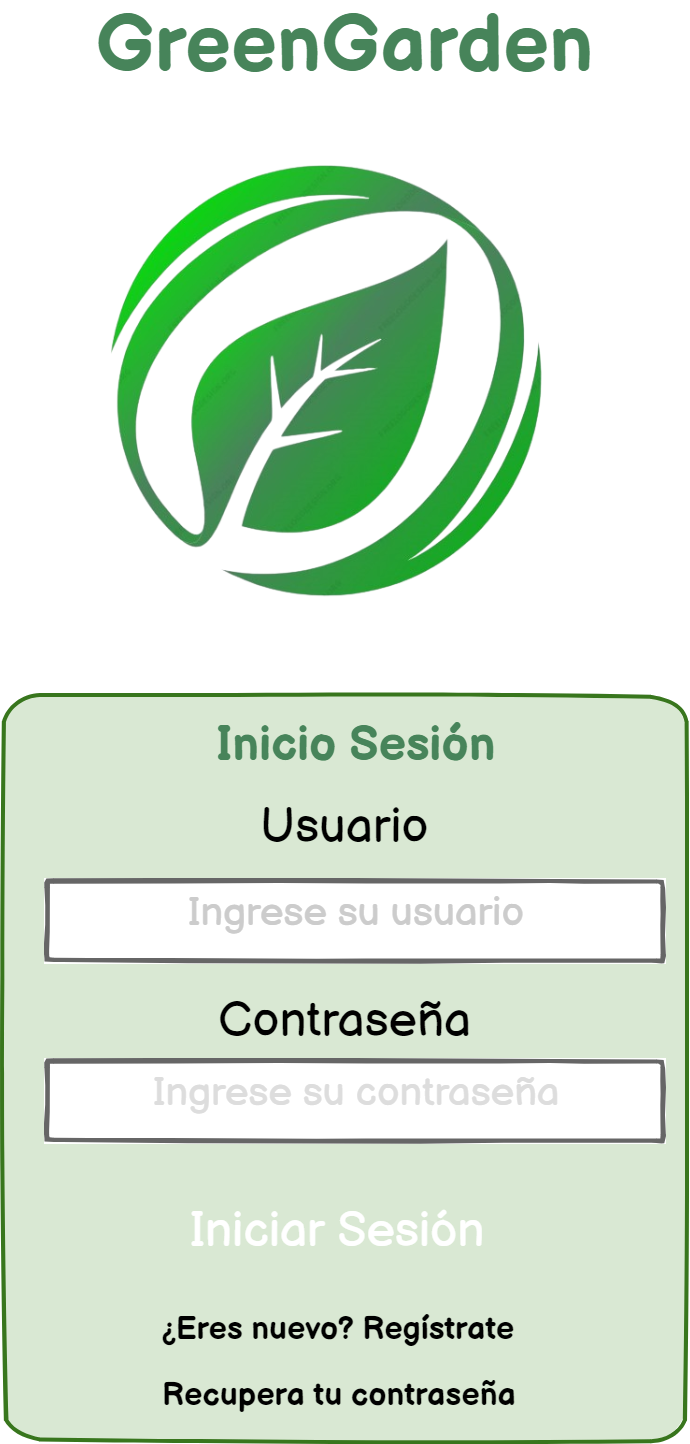 GreenGarden
Inicio Sesión
Usuario
Ingrese su usuario
Contraseña
Ingrese su contraseña
Iniciar Sesión
¿Eres nuevo? Regístrate
Recupera tu contraseña